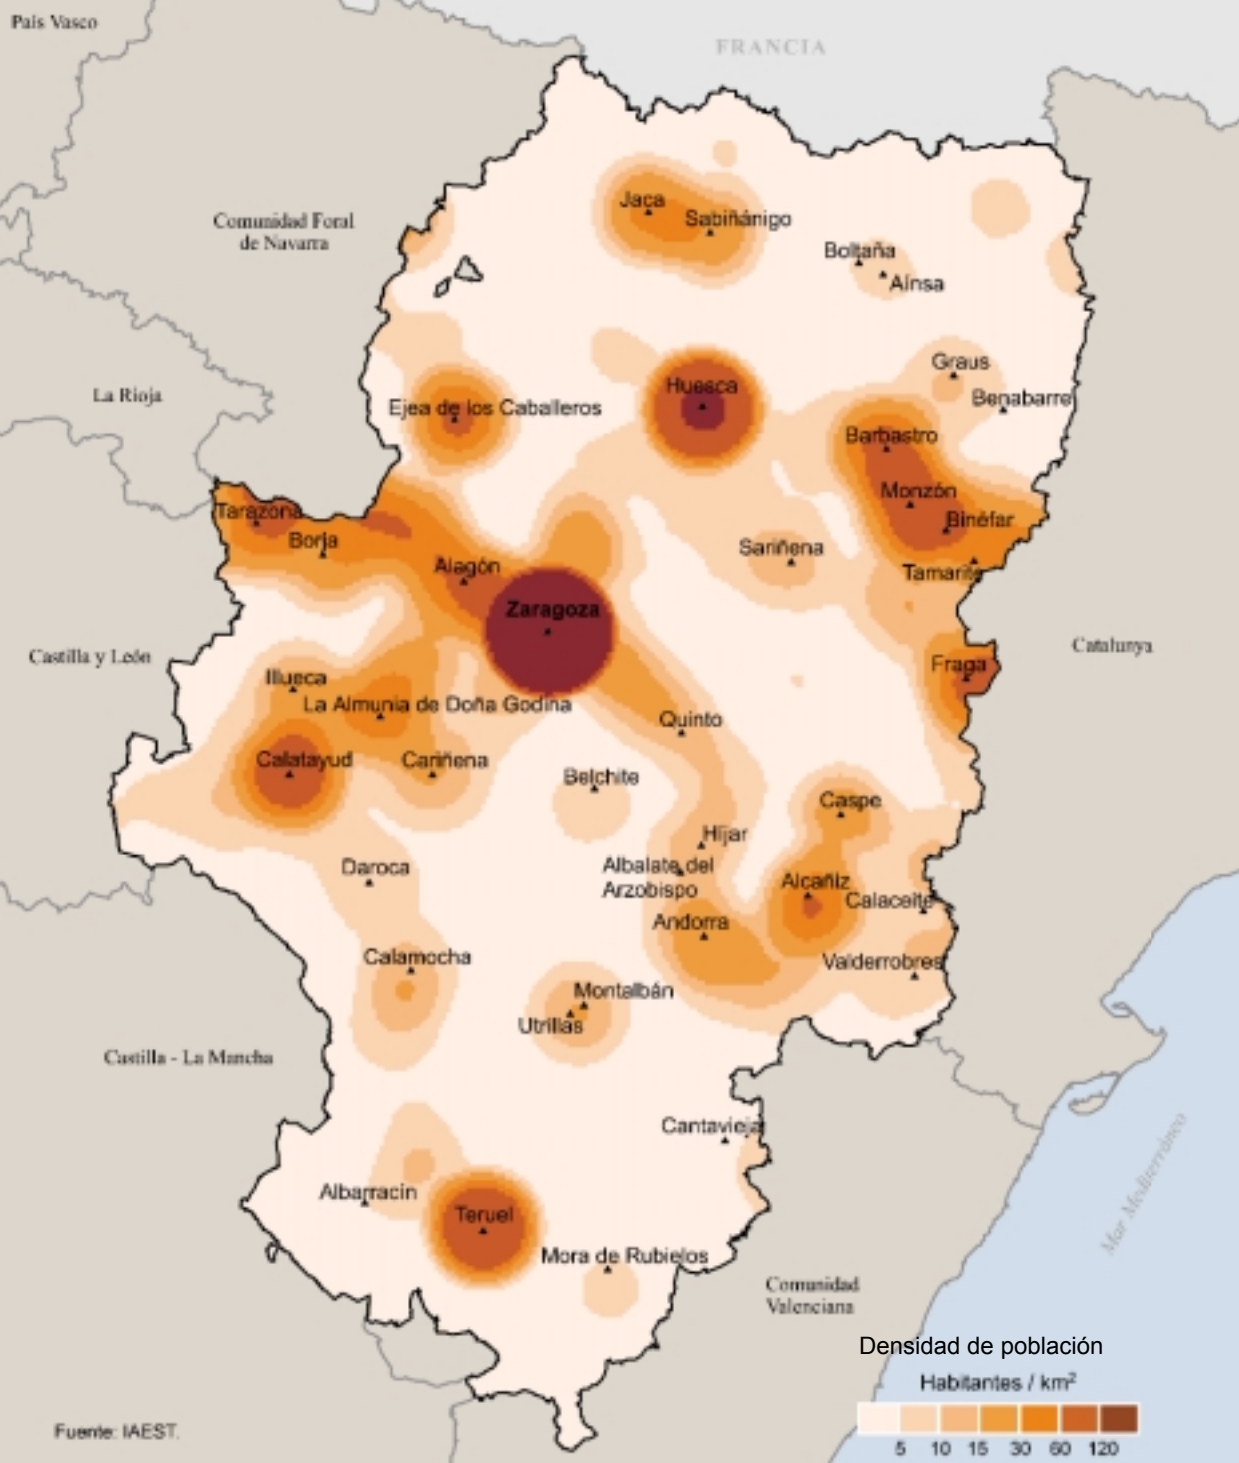 País Vasco
FRANCIA
Jaca
Comunidad Foral
de Navarra
Sabiñánigo
Boltaña
Aínsa
Graus
Huesca
La Rioja
Benabarre
Ejea de los Caballeros
Barbastro
Monzón
Tarazona
Binéfar
Borja
Sariñena
Alagón
Tamarite
Zaragoza
Catalunya
Castilla y León
Fraga
Illueca
La Almunia de Doña Godina
Quinto
Calatayud
Cariñena
Belchite
Caspe
Híjar
Daroca
Albalate del
Arzobispo
Alcañiz
Calaceite
Andorra
Calamocha
Valderrobres
Montalbán
Utrillas
Castilla - La Mancha
Cantavieja
Mar Mediterráneo
Albarracín
Teruel
Mora de Rubielos
Comunidad
Valenciana
Densidad de población
Habitantes / km²
Fuente: IAEST.
5 10 15 30 60 120